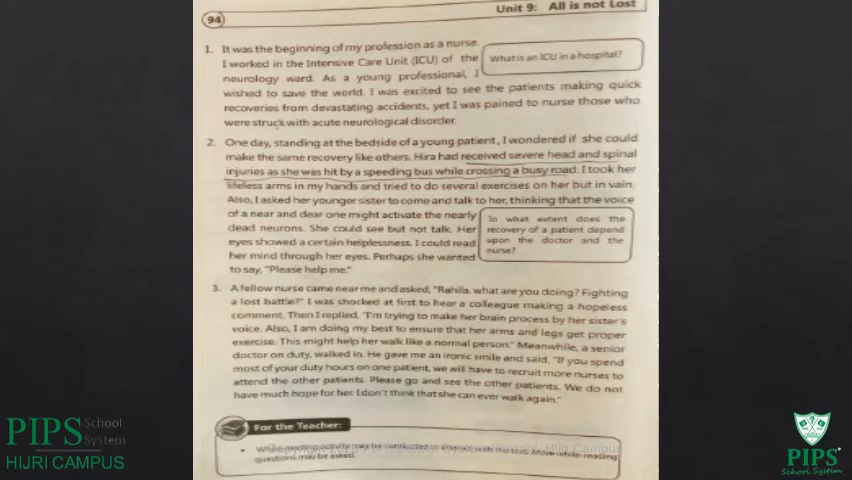 94
Unit 9: All is not Lost
1. It was the beginning of my profession as a nurse.
I worked in the Intensive Care Unit (ICU) of the
neurology ward. As a young professional, I
What is an ICU in a hospital?
wished to save the world. I was excited to see the patients making quick
recoveries from devastating accidents, yet I was pained to nurse those who
were struck with acute neurological disorder.
2. One day, standing at the bedside of a young patient, I wondered if she could
make the same recovery like others. Hira had received severe head and spinal
injuries as she was hit by a speeding bus while crossing a busy road. I took her
lifeless arms in my hands and tried to do several exercises on her but in vain.
Also, I asked her younger sister to come and talk to her, thinking that the voice
of a near and dear one might activate the nearly
dead neurons. She could see but not talk. Her
eyes showed a certain helplessness. I could read
her mind through her eyes. Perhaps she wanted
to say, "Please help me."
To what extent does the
recovery of a patient depend
upon the doctor and the
nurse?
3. A fellow nurse came near me and asked, "Rahila, what are you doing? Fighting
a lost battle?" I was shocked at first to hear a colleague making a hopeless
comment. Then I replied, "I'm trying to make her brain process by her sister's
voice. Also, I am doing my best to ensure that her arms and legs get proper
exercise. This might help her walk like a normal person." Meanwhile, a senior
doctor on duty, walked in. He gave me an ironic smile and said, "If you spend
most of your duty hours on one patient, we will have to recruit more nurses to
attend the other patients. Please go and see the other patients. We do not
have much hope for her. I don't think that she can ever walk again."
For the Teacher:
• While-reading activity may be conducted to interact with the text. More while-reading
questions may be asked.
Hijri Campus
PIPS School
System
HIJRI CAMPUS
PIPS
School System